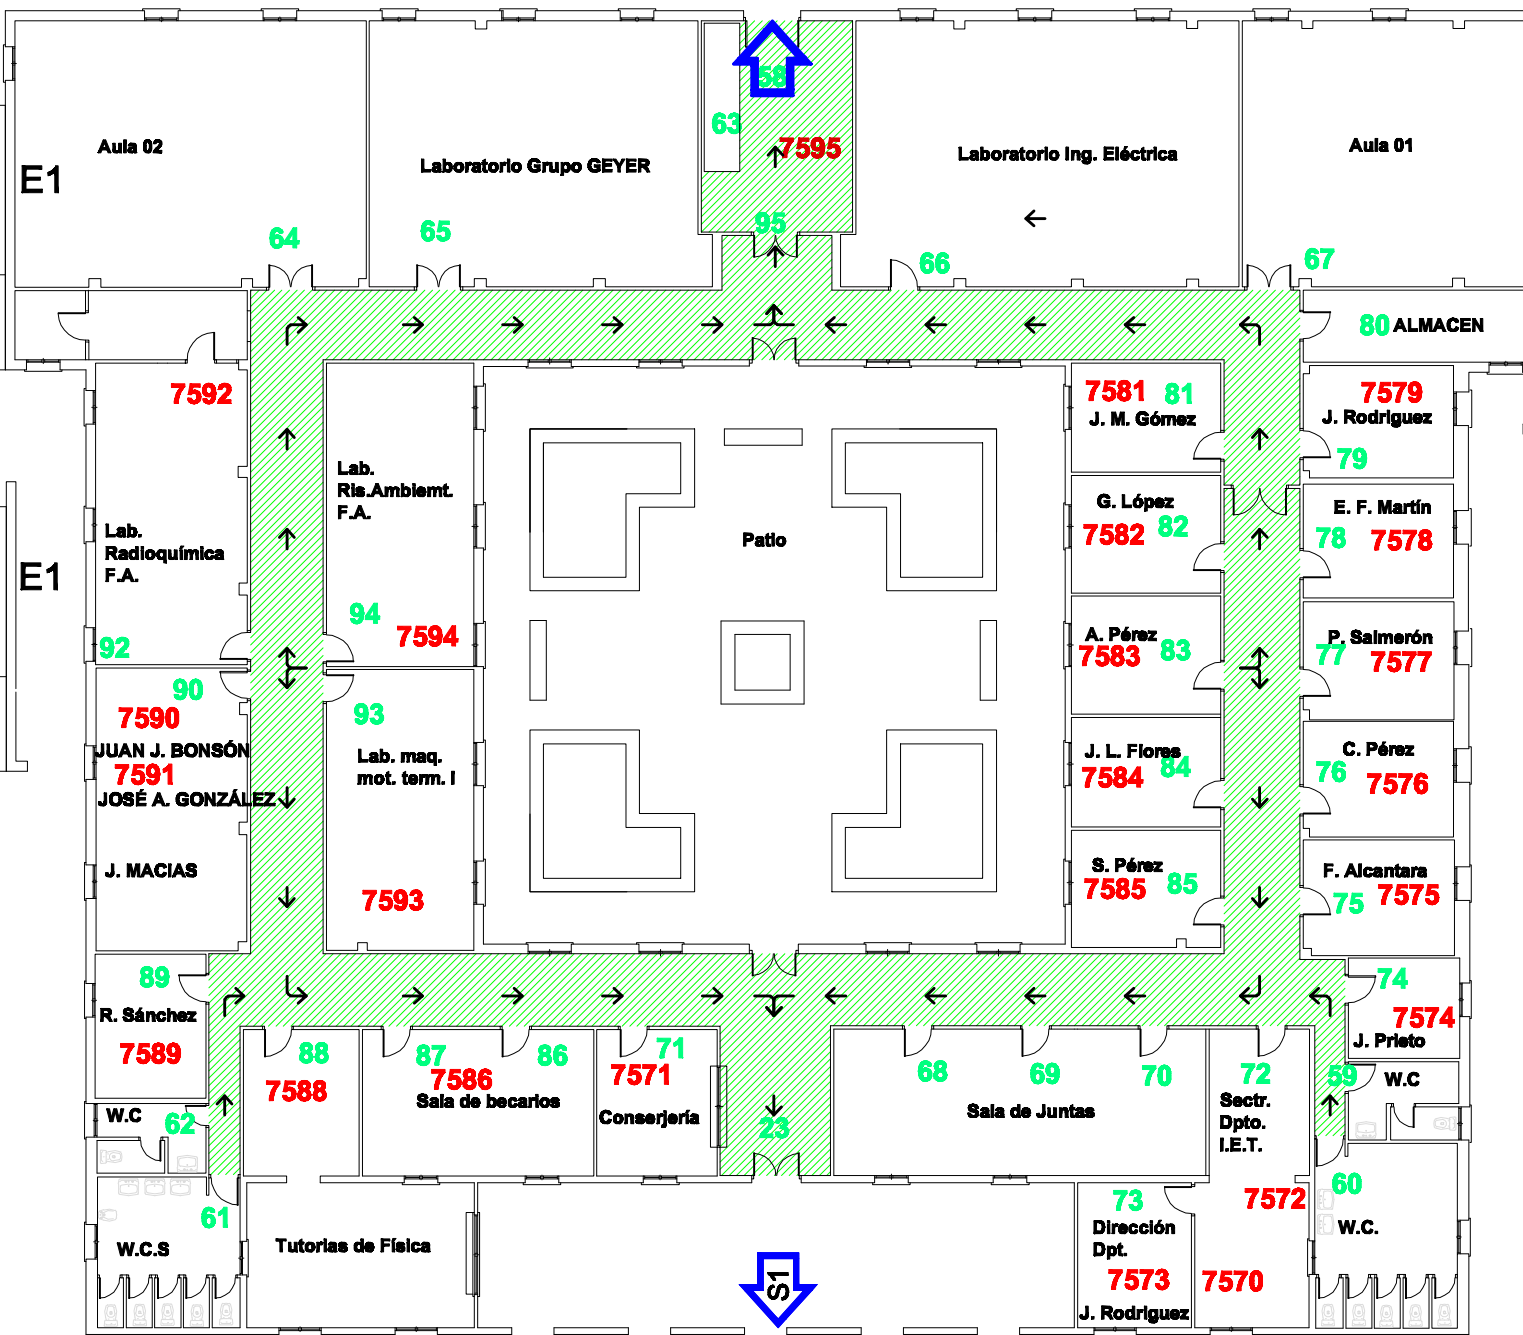 58
63
7595
Aula 02
Laboratorio Grupo GEYER
Laboratorio Ing. Eléctrica
Aula 01
E1
64
65
95
66
67
80 ALMACEN
7592
7581 81
J. M. Gómez
7579
J. Rodriguez
79
Lab.
Ris.Ambiemt.
F.A.
G. López
7582 82
E. F. Martín
78 7578
Lab.
Radioquímica
F.A.
Patio
E1
94
7594
92
A. Pérez
7583 83
P. Salmerón
77 7577
90
7590
JUAN J. BONSÓN
7591
JOSÉ A. GONZÁLEZ
J. MACIAS
93
Lab. maq.
mot. term. I
7593
J. L. Flores
7584 84
C. Pérez
76 7576
S. Pérez
7585 85
F. Alcantara
75 7575
89
R. Sánchez
7589
74
7574
J. Prieto
88
7588
87 86
7586
Sala de becarios
71
7571
Conserjería
68 69 70
Sala de Juntas
72
Sectr.
Dpto.
I.E.T.
59
W.C
W.C
62
23
61
W.C.S
Tutorias de Física
73
Dirección
Dpt.
7573
J. Rodriguez
7572
7570
60
W.C.
S1